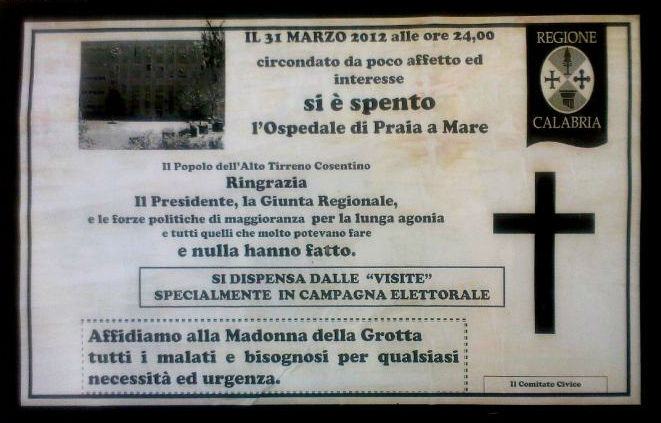 IL 31 MARZO 2012 alle ore 24,00
circondato da poco affetto ed
interesse
si è spento
l'Ospedale di Praia a Mare
REGIONE
CALABRIA
Il Popolo dell'Alto Tirreno Cosentino
Ringrazia
Il Presidente, la Giunta Regionale,
e le forze politiche di maggioranza per la lunga agonia
e tutti quelli che molto potevano fare
e nulla hanno fatto.
SI DISPENSA DALLE "VISITE"
SPECIALMENTE IN CAMPAGNA ELETTORALE
Affidiamo alla Madonna della Grotta
tutti i malati e bisognosi per qualsiasi
necessità ed urgenza.
Il Comitato Civico